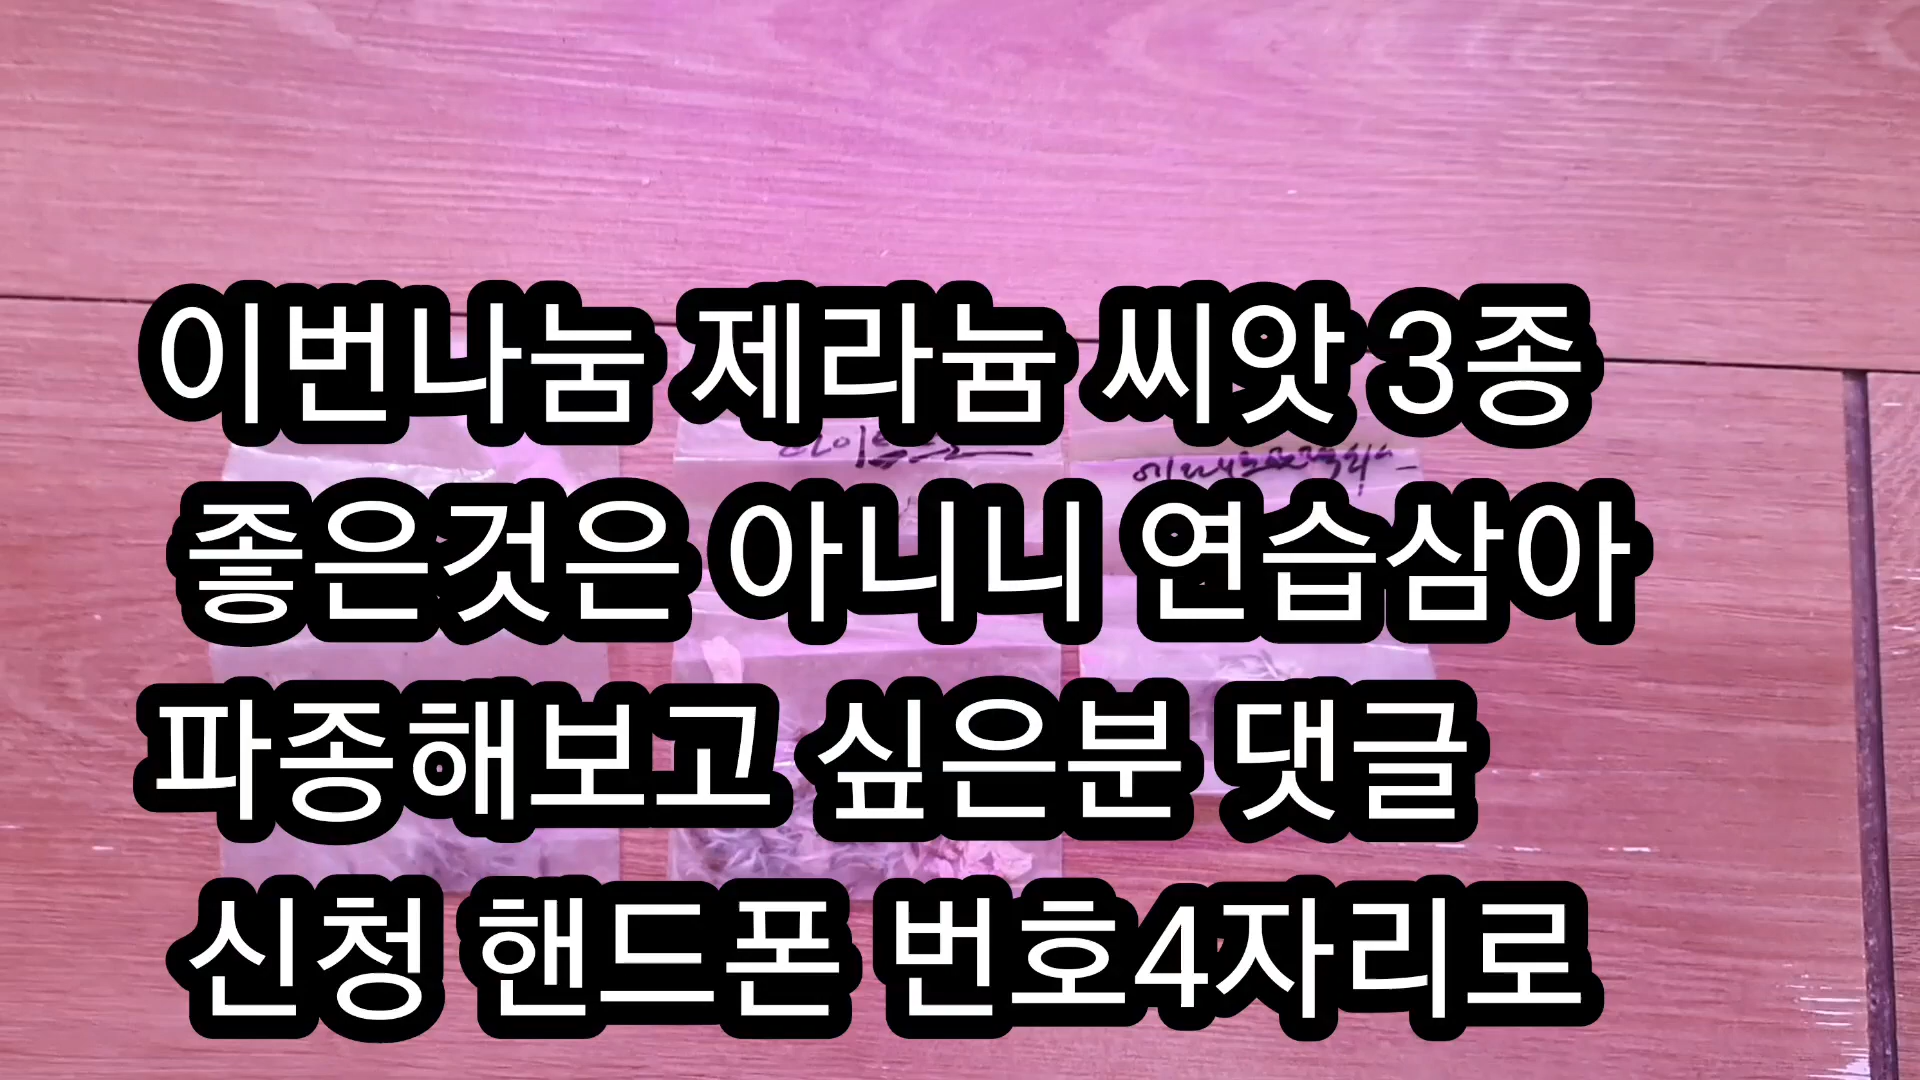 이번나눔 제라늄 씨앗 3종
좋은것은 아니니 연습삼아
파종해보고 싶은분 댓글
신청 핸드폰 번호4자리로